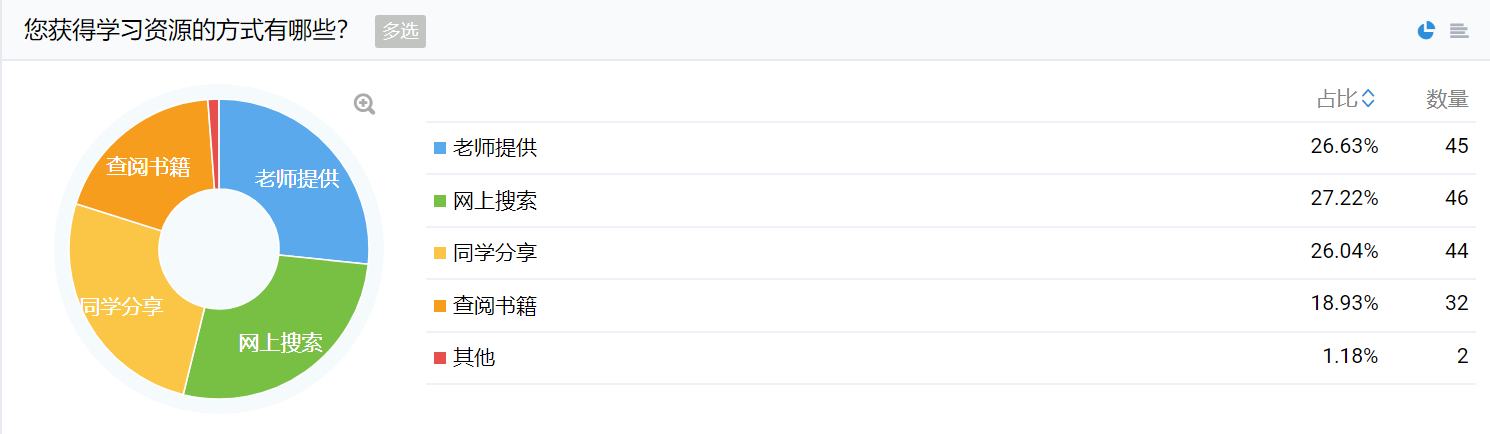 您获得学习资源的方式有哪些? 多选
占比 数量
老师提供 26.63% 45
网上搜索 27.22% 46
同学分享 26.04% 44
查阅书籍 18.93% 32
其他 1.18% 2
查阅书籍
老师提供
同学分享
网上搜索